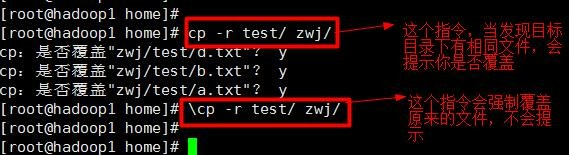 [root@hadoop1 home]#
[root@hadoop1 home]# cp -r test/ zwj/
cp：是否覆盖"zwj/test/d.txt"？ y
cp：是否覆盖"zwj/test/b.txt"？ y
cp：是否覆盖"zwj/test/a.txt"？ y
[root@hadoop1 home]# \cp -r test/ zwj/
[root@hadoop1 home]#
[root@hadoop1 home]#
这个指令，当发现目标
目录下有相同文件，会
提示你是否覆盖
这个指令会强制覆盖
原来的文件，不会提
示